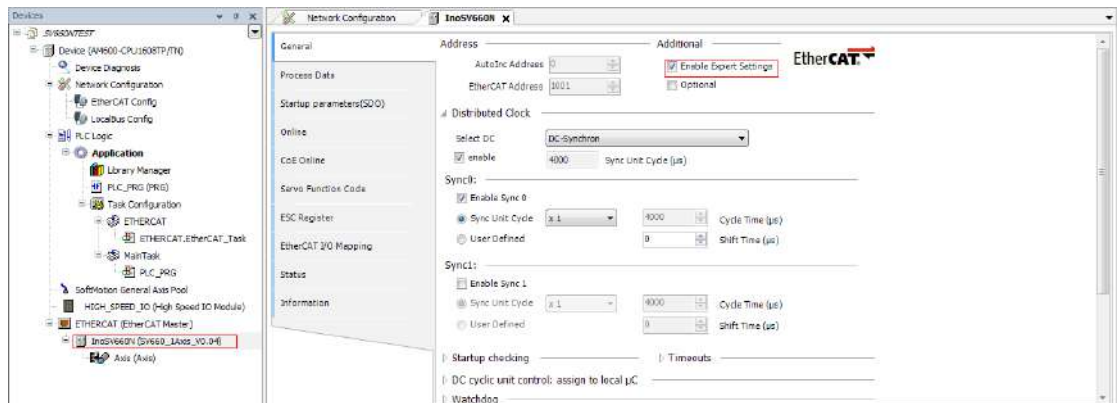 Devices
SV660NTEST
Device (AM600-CPU1608TP/TN)
Device Diagnosis
Network Configuration
EtherCAT Config
LocalBus Config
PLC Logic
Application
Library Manager
PLC_PRG (PRG)
Task Configuration
ETHERCAT
ETHERCAT.EtherCAT_Task
MainTask
PLC_PRG
SoftMotion General Axis Pool
HIGH_SPEED_IO (High Speed IO Module)
ETHERCAT (EtherCAT Master)
InoSV660N (SV660_1Axis_V0.04)
Axis (Axis)
Network Configuration
InoSV660N
General
Process Data
Startup parameters(SDO)
Online
CoE Online
Servo Function Code
ESC Register
EtherCAT I/O Mapping
Status
Information
Address
Additional
AutoInc Address 0
Enable Expert Settings
EtherCAT Address 1001
Optional
EtherCAT
Distributed Clock
Select DC DC-Synchron
enable 4000 Sync Unit Cycle (µs)
Sync0:
Enable Sync 0
Sync Unit Cycle x 1 4000 Cycle Time (µs)
User Defined 0 Shift Time (µs)
Sync1:
Enable Sync 1
Sync Unit Cycle x 1 4000 Cycle Time (µs)
User Defined 0 Shift Time (µs)
Startup checking
Timeouts
DC cyclic unit control: assign to local µC
Watchdog